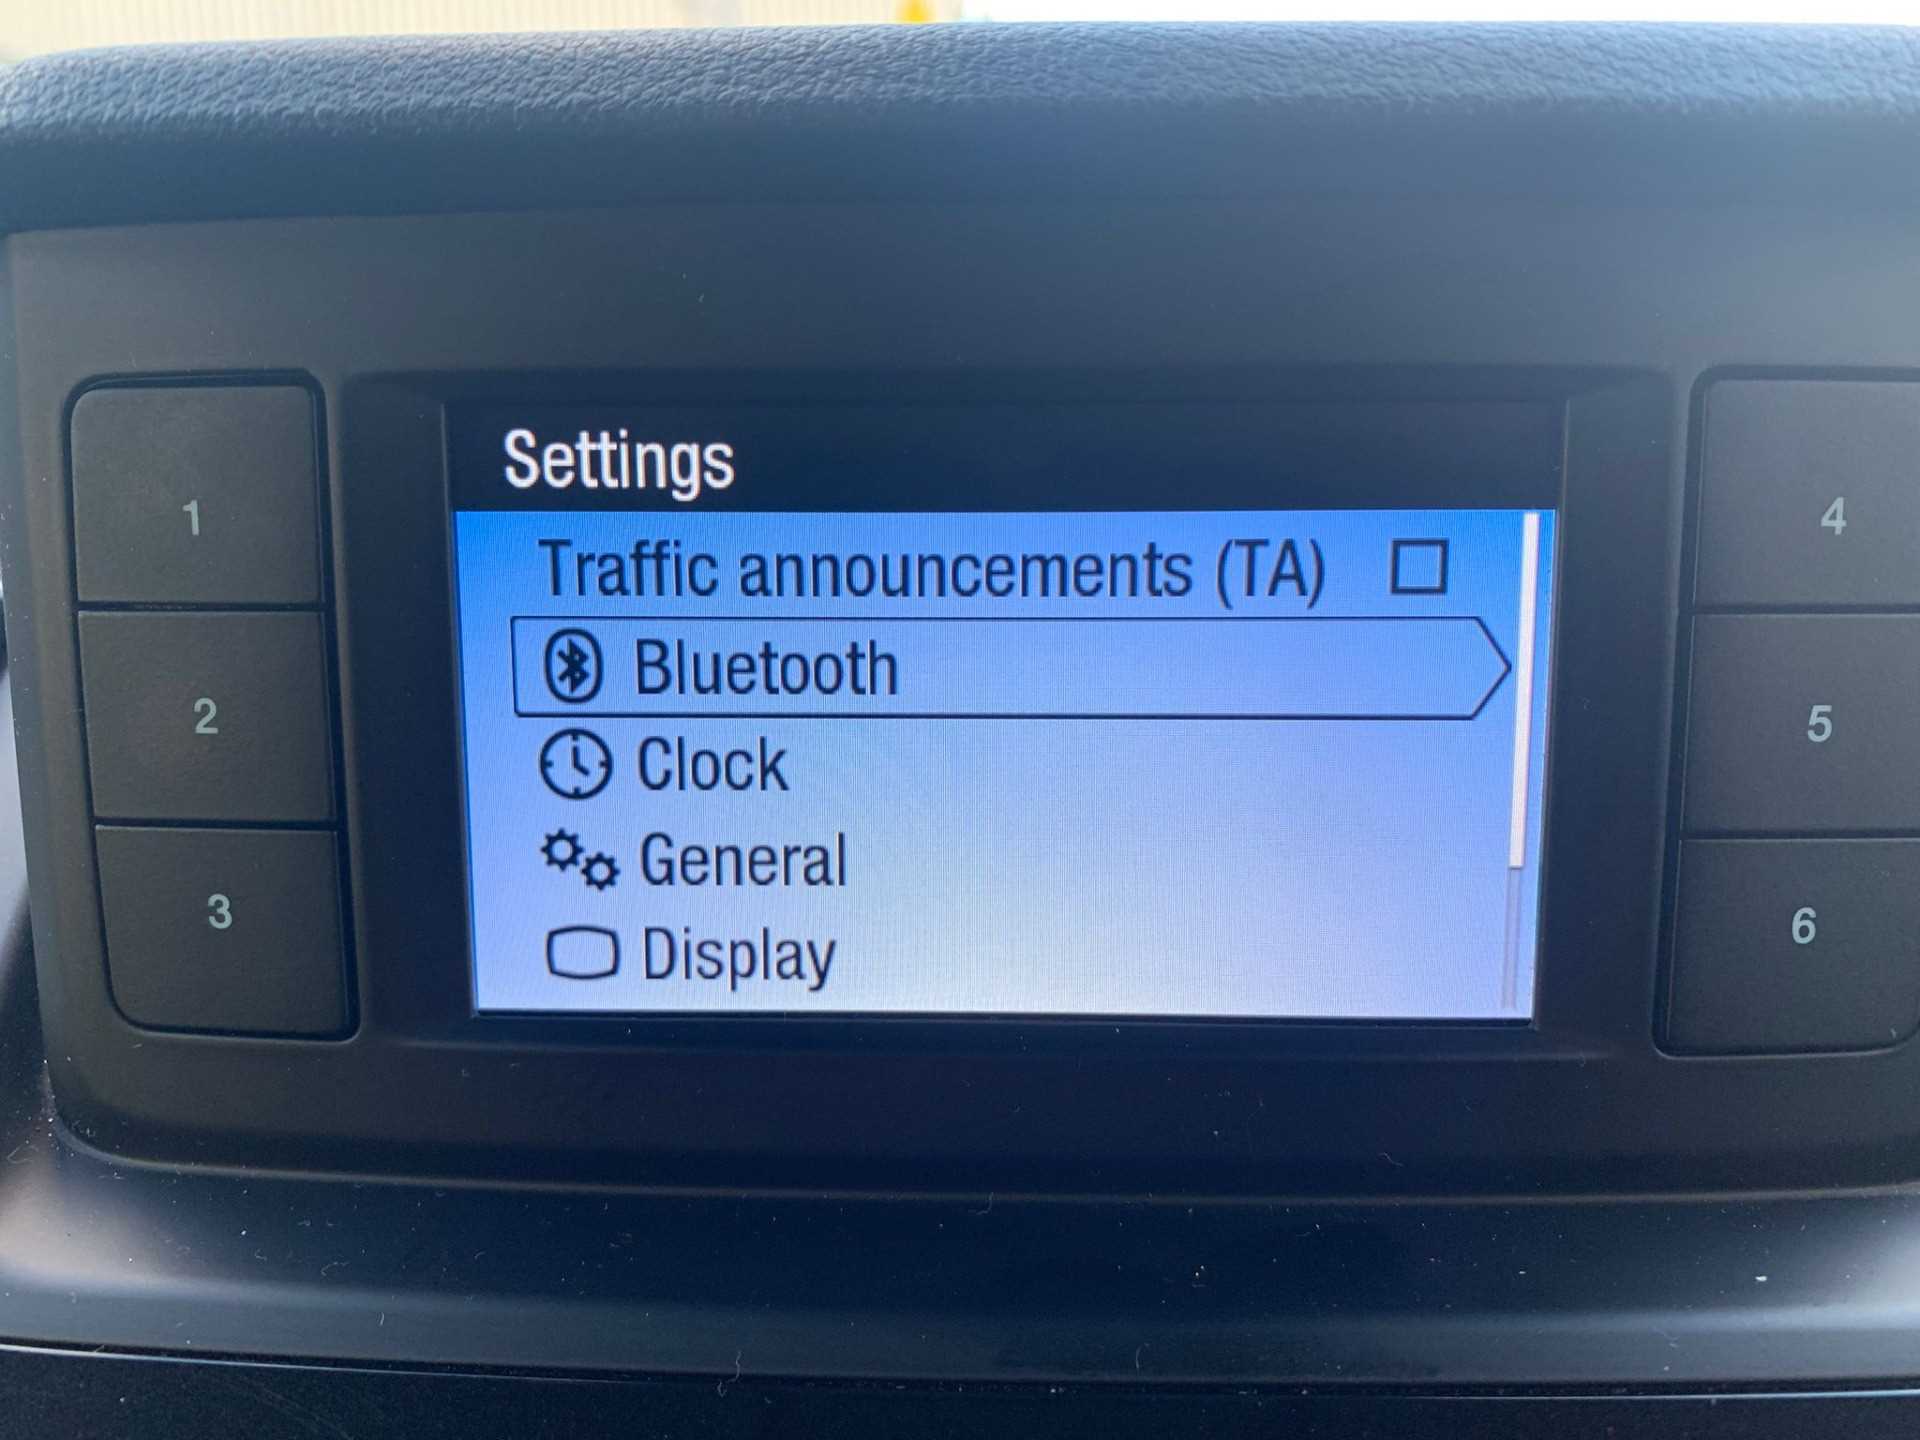 Settings
Traffic announcements (TA)
Bluetooth
Clock
General
Display
1
2
3
4
5
6